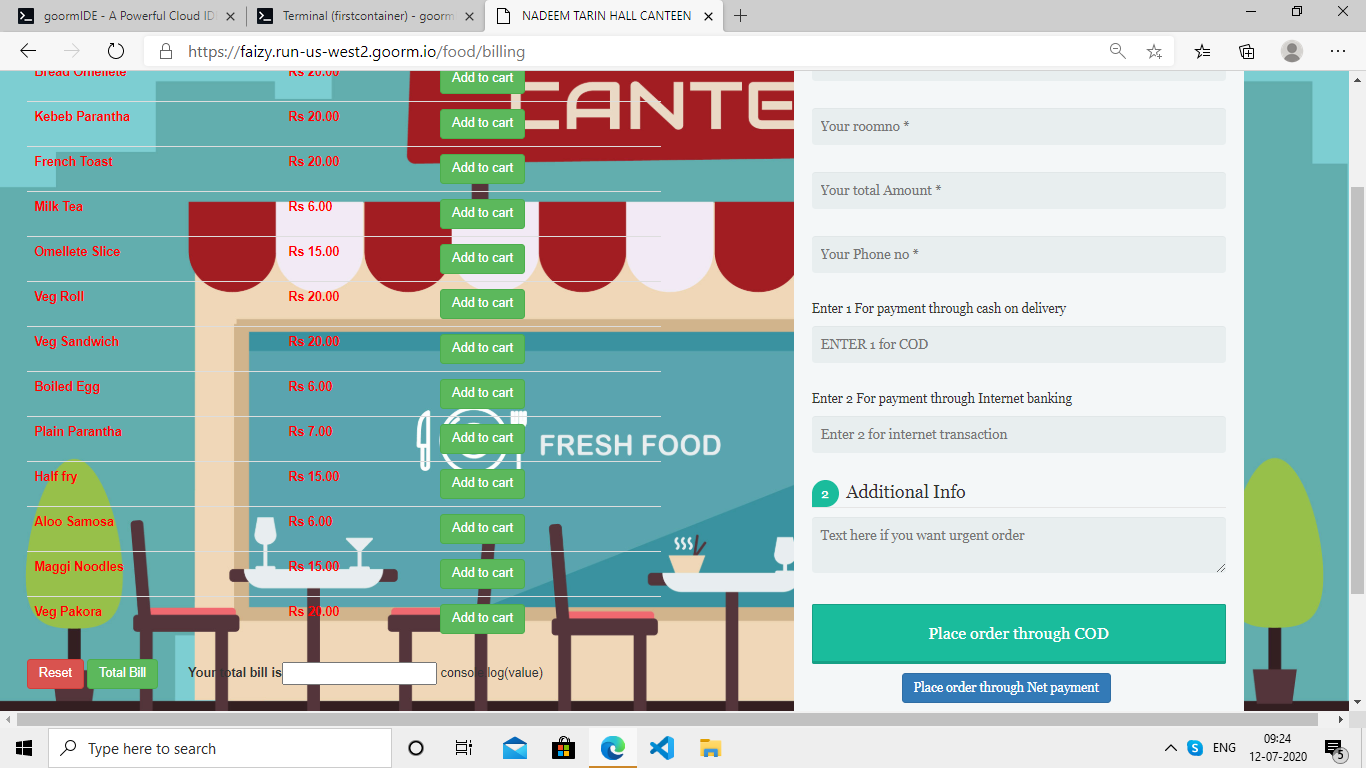 goormIDE - A Powerful Cloud ID
Terminal (firstcontainer) - goorm
NADEEM TARIN HALL CANTEEN
https://faizy.run-us-west2.goorm.io/food/billing
Bread Omellete Rs 20.00 Add to cart
CANTE
Kebeb Parantha Rs 20.00 Add to cart
French Toast Rs 20.00 Add to cart
Milk Tea Rs 6.00 Add to cart
Omellete Slice Rs 15.00 Add to cart
Veg Roll Rs 20.00 Add to cart
Veg Sandwich Rs 20.00 Add to cart
Boiled Egg Rs 6.00 Add to cart
Plain Parantha Rs 7.00 Add to cart
FRESH FOOD
Half fry Rs 15.00 Add to cart
Aloo Samosa Rs 6.00 Add to cart
Maggi Noodles Rs 15.00 Add to cart
Veg Pakora Rs 20.00 Add to cart
Reset Total Bill Your total bill is console.log(value)
Your roomno *
Your total Amount *
Your Phone no *
Enter 1 For payment through cash on delivery
ENTER 1 for COD
Enter 2 For payment through Internet banking
Enter 2 for internet transaction
2 Additional Info
Text here if you want urgent order
Place order through COD
Place order through Net payment
Type here to search
S
ENG
09:24
12-07-2020
5